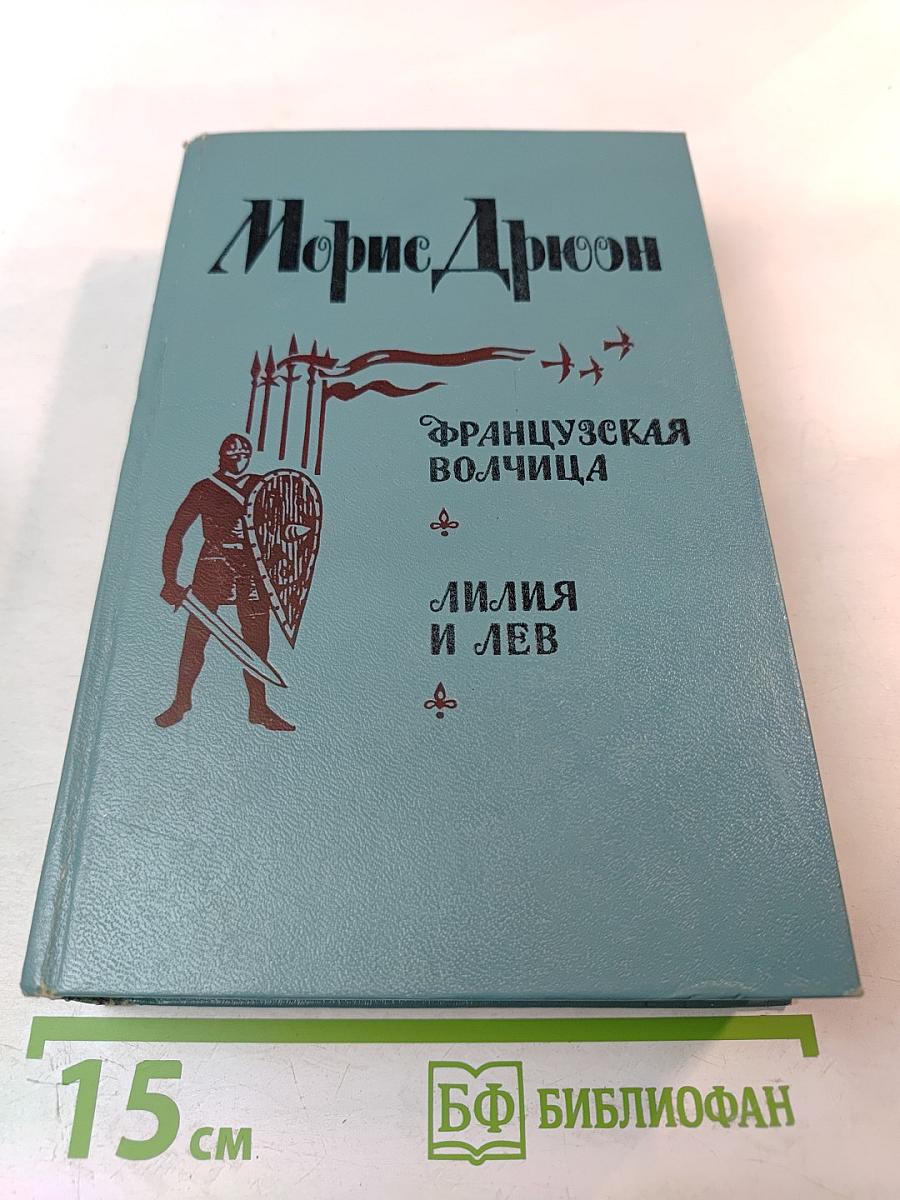 Морис Дрюон
ФРАНЦУЗСКАЯ
ВОЛЧИЦА
ЛИЛИЯ
И ЛЕВ
15 см
БФ БИБЛИОФАН